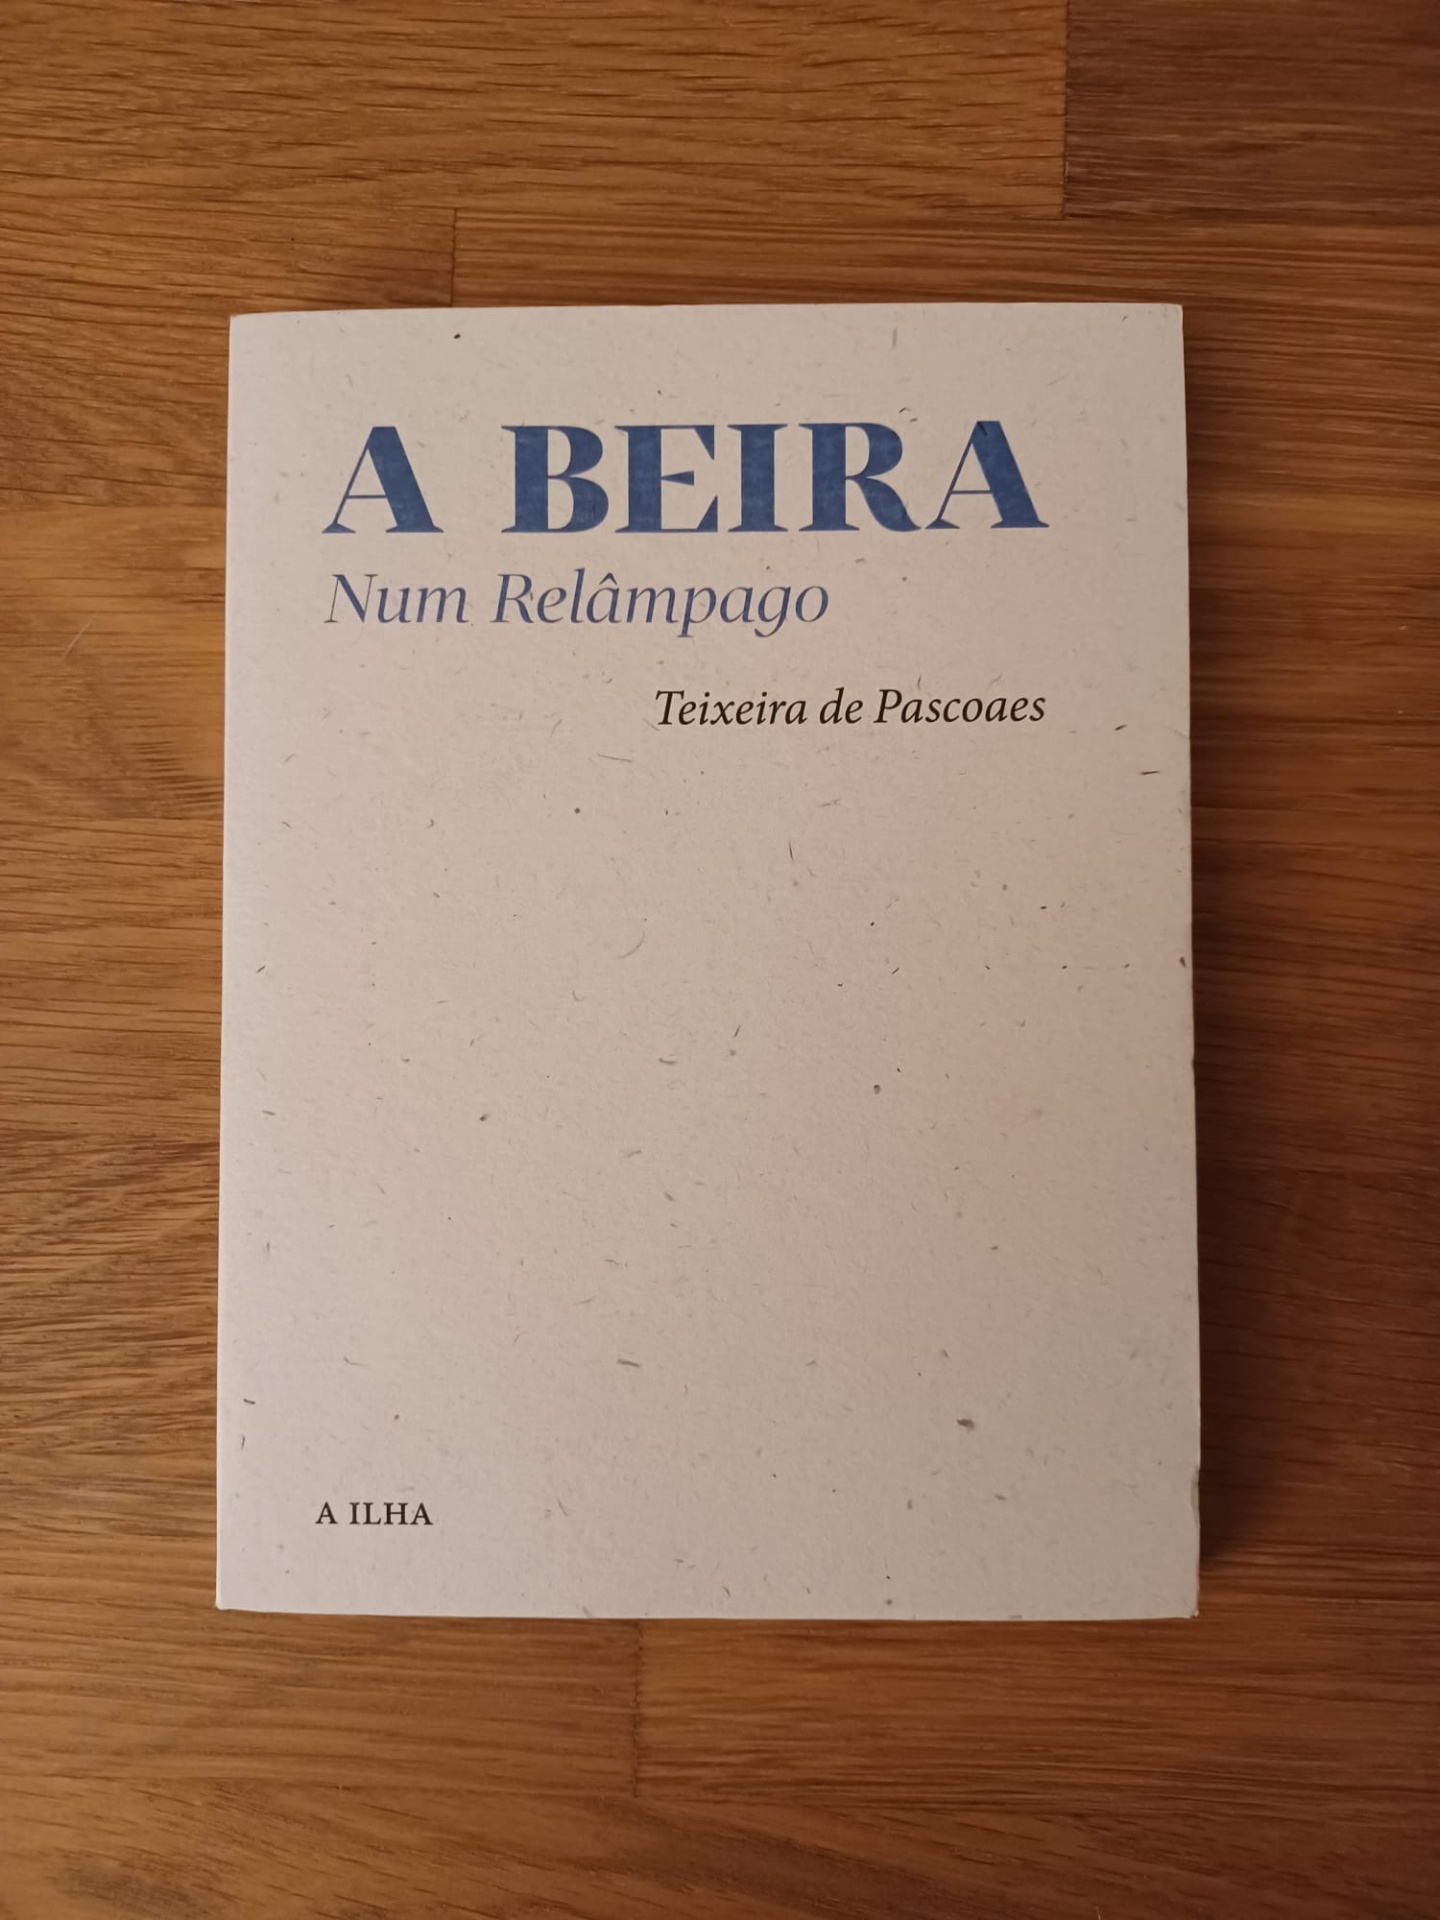 A BEIRA
Num Relâmpago
Teixeira de Pascoaes
A ILHA